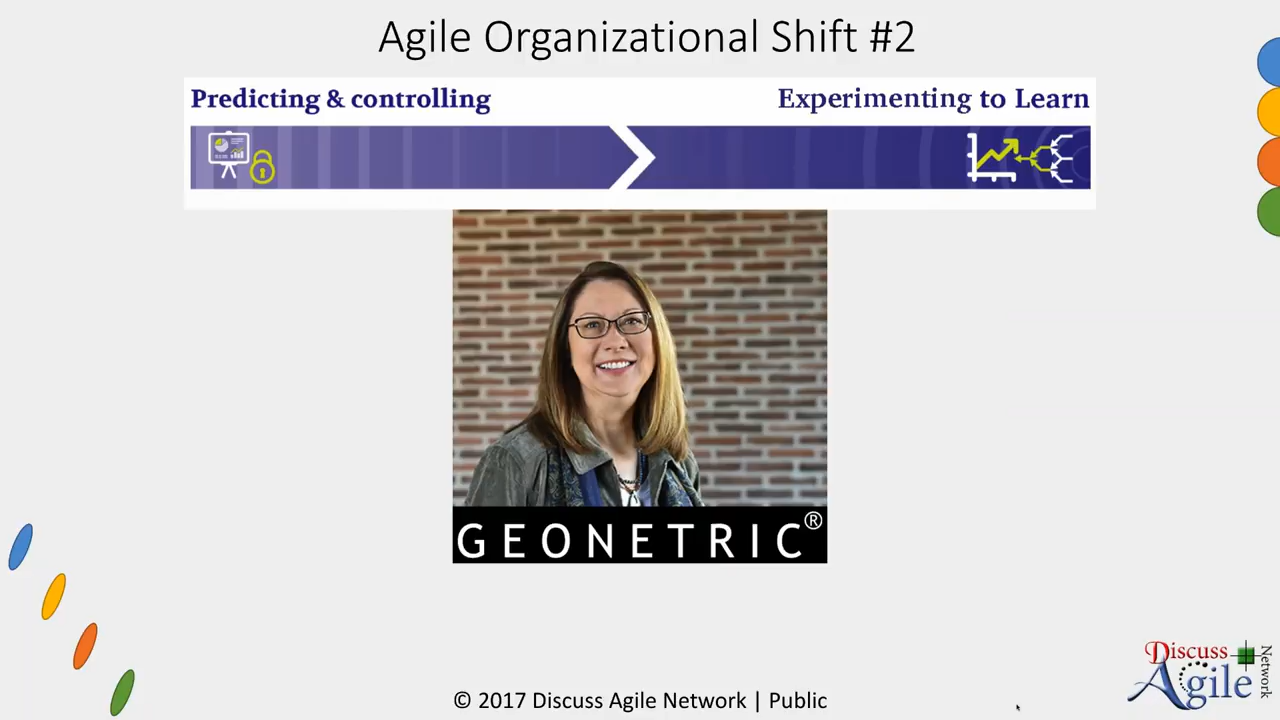 Agile Organizational Shift #2
Predicting & controlling
Experimenting to Learn
GEONETRIC®
Discuss
Agile
Network
© 2017 Discuss Agile Network | Public